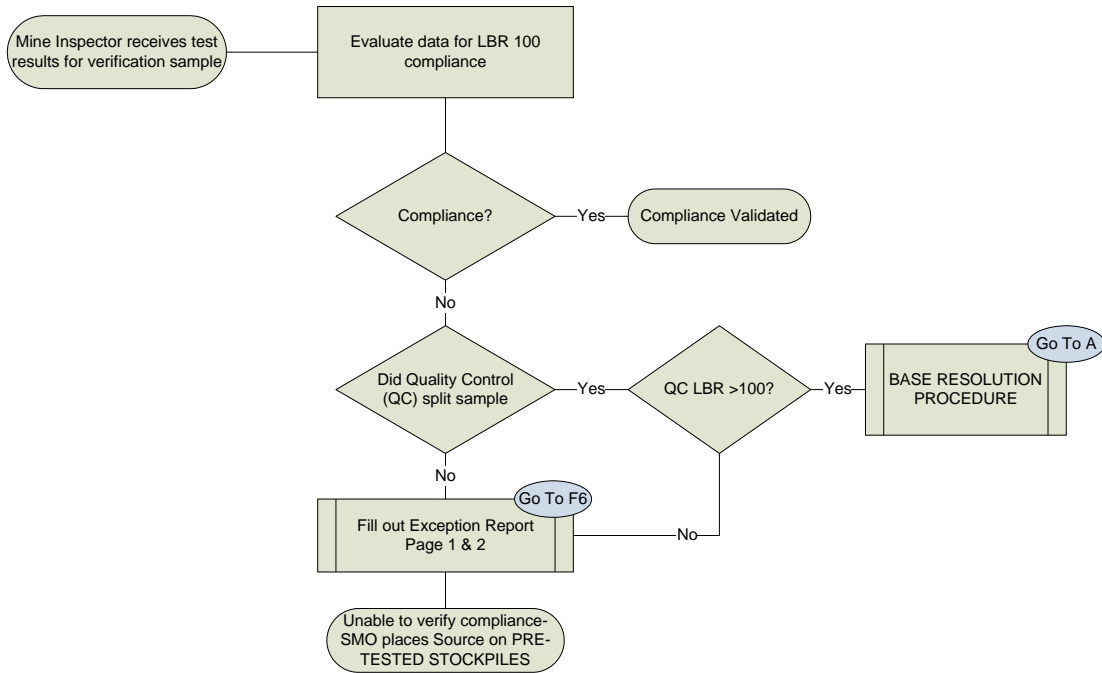 Mine Inspector receives test
results for verification sample
Evaluate data for LBR 100
compliance
Compliance?
Yes
Compliance Validated
No
Did Quality Control
(QC) split sample
Yes
QC LBR >100?
Yes
Go To A
BASE RESOLUTION
PROCEDURE
No
Go To F6
Fill out Exception Report
Page 1 & 2
No
Unable to verify compliance-
SMO places Source on PRE-
TESTED STOCKPILES